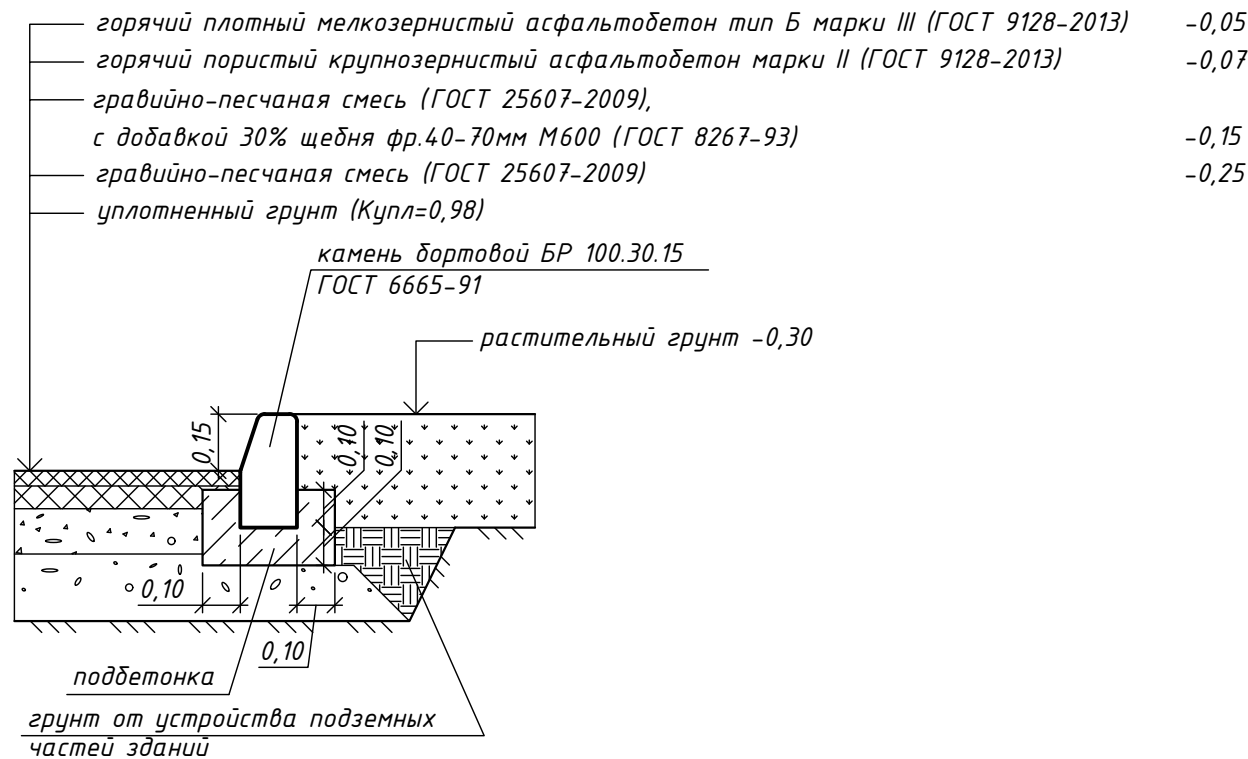 горячий плотный мелкозернистый асфальтобетон тип Б марки III (ГОСТ 9128-2013) -0,05
горячий пористый крупнозернистый асфальтобетон марки II (ГОСТ 9128-2013) -0,07
гравийно-песчаная смесь (ГОСТ 25607-2009),
с добавкой 30% щебня фр.40-70мм М600 (ГОСТ 8267-93) -0,15
гравийно-песчаная смесь (ГОСТ 25607-2009) -0,25
уплотненный грунт (Купл=0,98)
камень бортовой БР 100.30.15
ГОСТ 6665-91
растительный грунт -0,30
0,15
0,10
0,10
0,10
0,10
подбетонка
грунт от устройства подземных
частей зданий